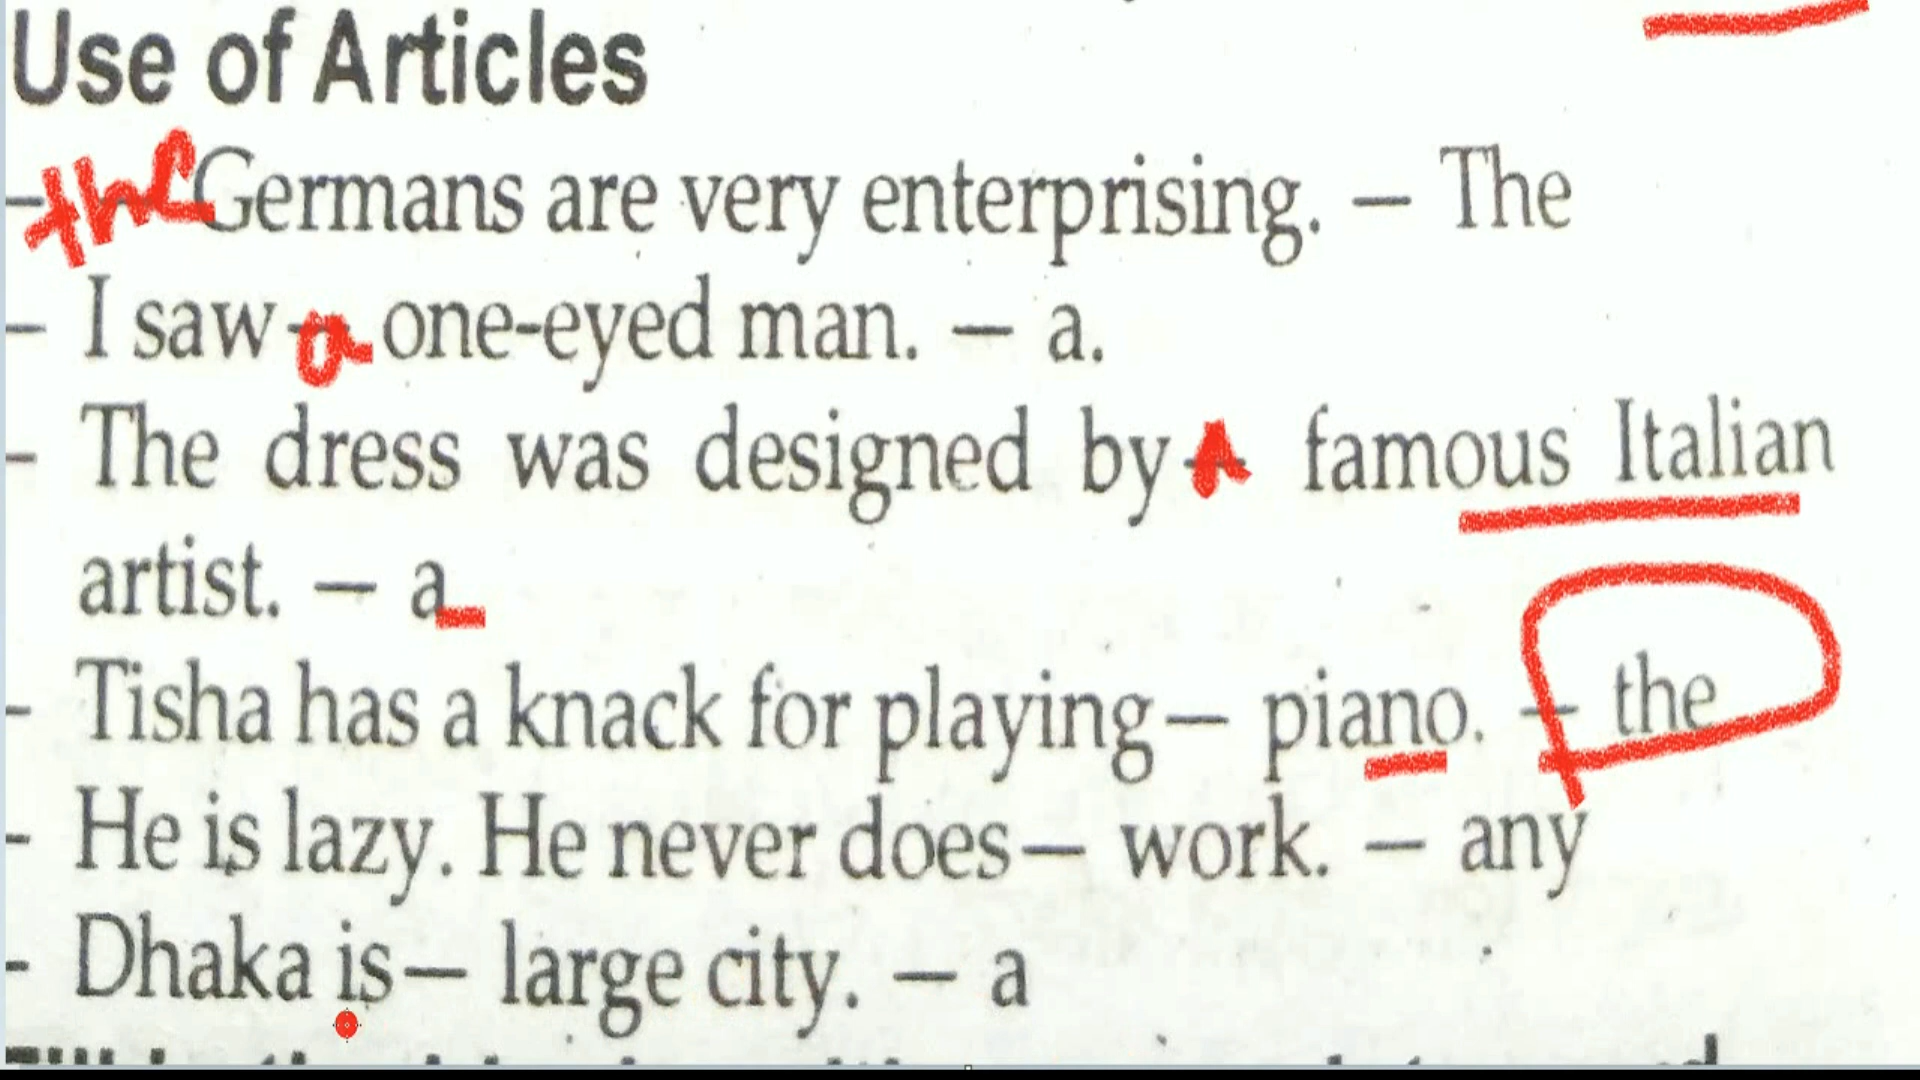 Use of Articles
– the Germans are very enterprising. – The
– I saw – a one-eyed man. – a.
– The dress was designed by – A famous Italian
artist. – a
- Tisha has a knack for playing – piano. – the
- He is lazy. He never does – work. – any
- Dhaka is – large city. – a